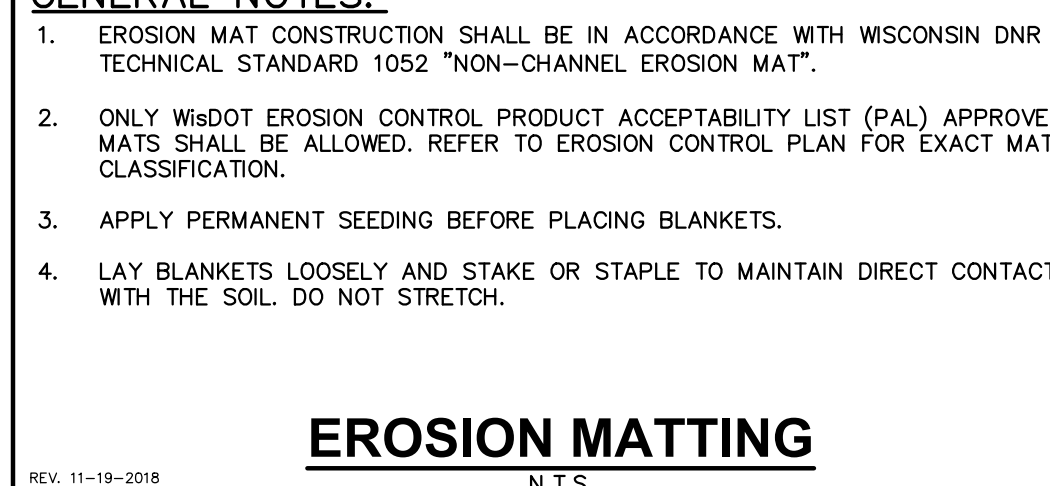 GENERAL NOTES:
1. EROSION MAT CONSTRUCTION SHALL BE IN ACCORDANCE WITH WISCONSIN DNR
TECHNICAL STANDARD 1052 "NON-CHANNEL EROSION MAT".
2. ONLY WisDOT EROSION CONTROL PRODUCT ACCEPTABILITY LIST (PAL) APPROVE
MATS SHALL BE ALLOWED. REFER TO EROSION CONTROL PLAN FOR EXACT MAT
CLASSIFICATION.
3. APPLY PERMANENT SEEDING BEFORE PLACING BLANKETS.
4. LAY BLANKETS LOOSELY AND STAKE OR STAPLE TO MAINTAIN DIRECT CONTACT
WITH THE SOIL. DO NOT STRETCH.
EROSION MATTING
REV. 11-19-2018
N.T.S.